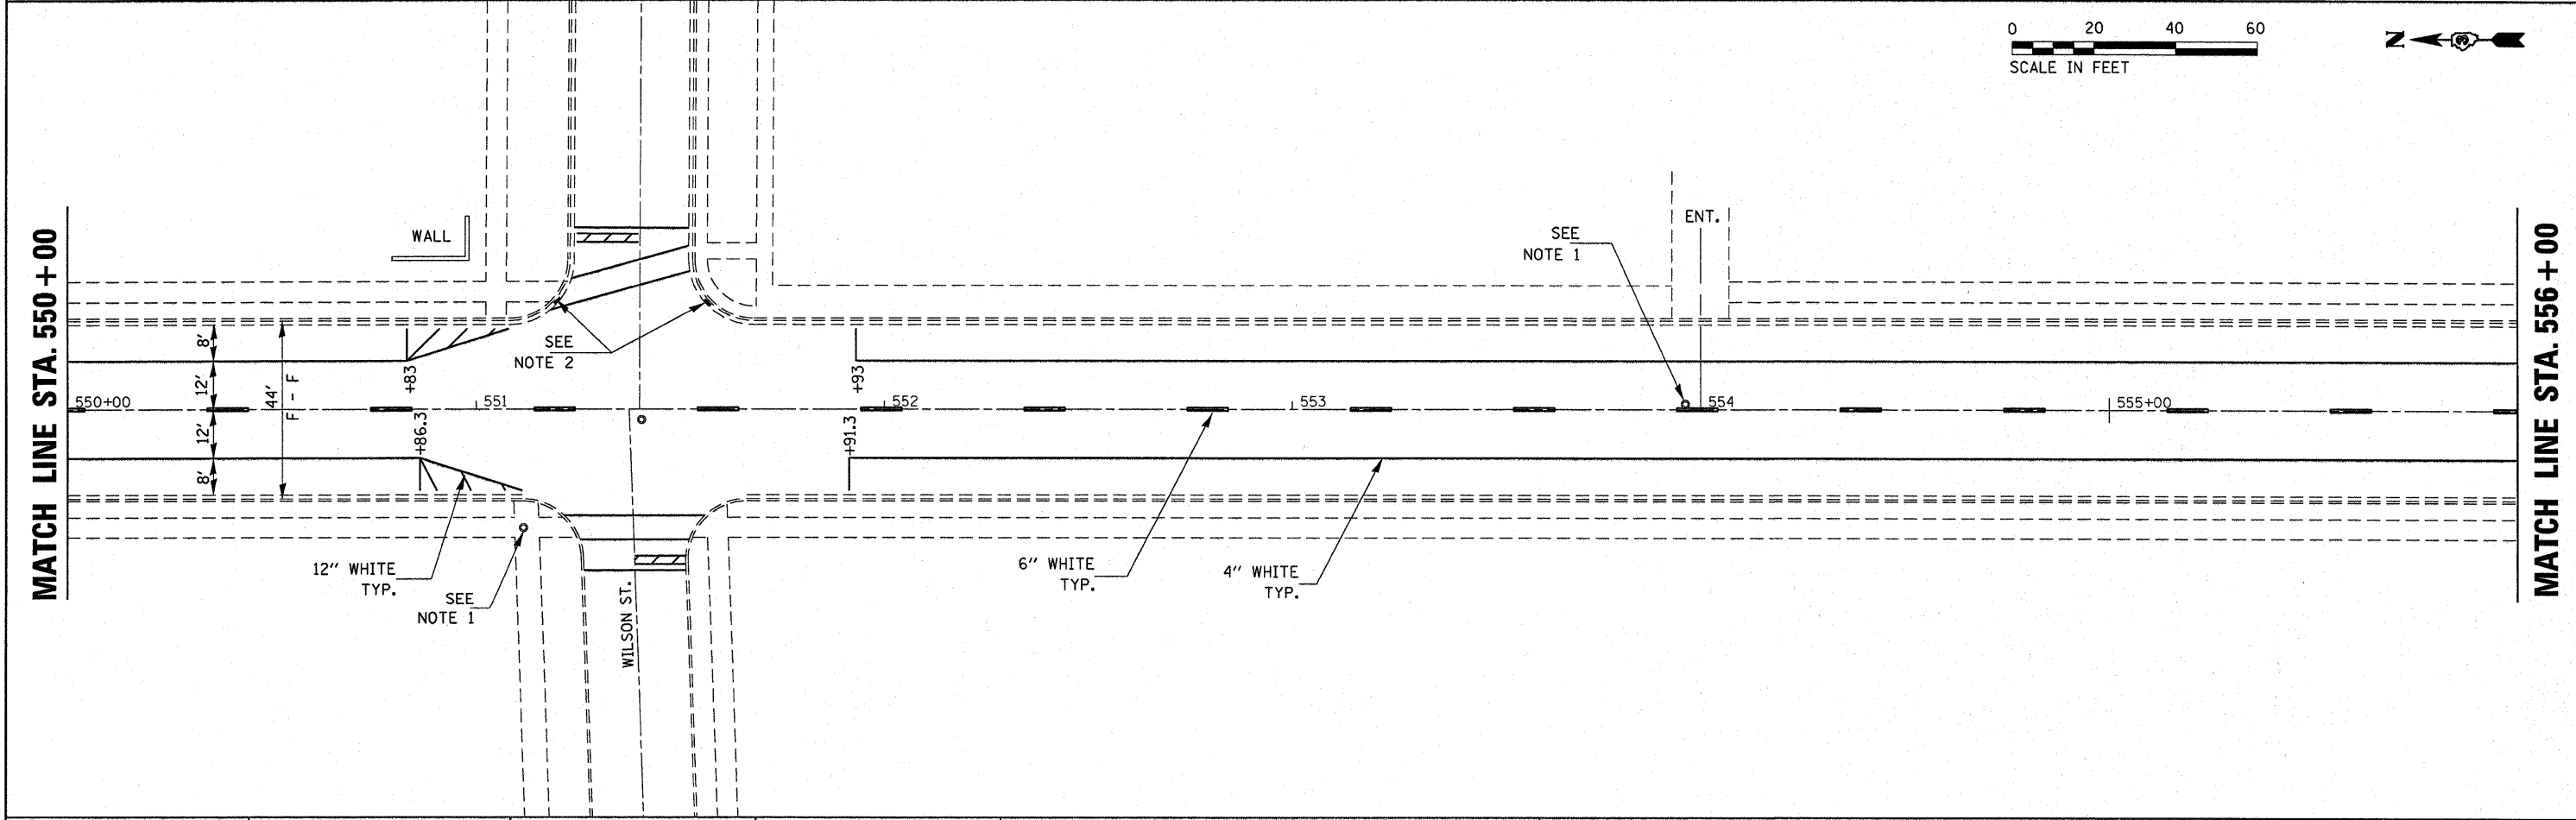 0 20 40 60
SCALE IN FEET
N
MATCH LINE STA. 550+00
WALL
SEE
NOTE 2
SEE
NOTE 1
ENT.
8'
12'
12'
8'
44'
F - F
+83
+86.3
+93
+91.3
550+00
551
552
553
554
555+00
12" WHITE
TYP.
SEE
NOTE 1
WILSON ST.
6" WHITE
TYP.
4" WHITE
TYP.
MATCH LINE STA. 556+00